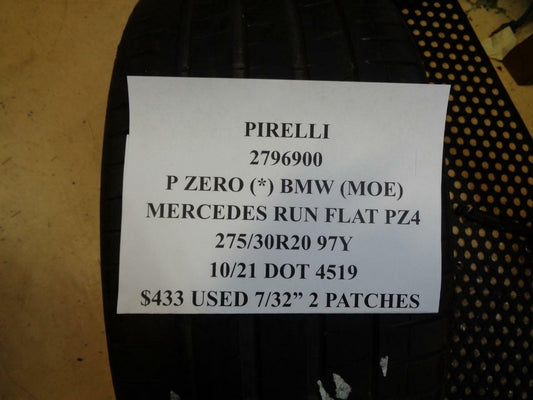 PIRELLI
2796900
P ZERO (*) BMW (MOE)
MERCEDES RUN FLAT PZ4
275/30R20 97Y
10/21 DOT 4519
$433 USED 7/32” 2 PATCHES